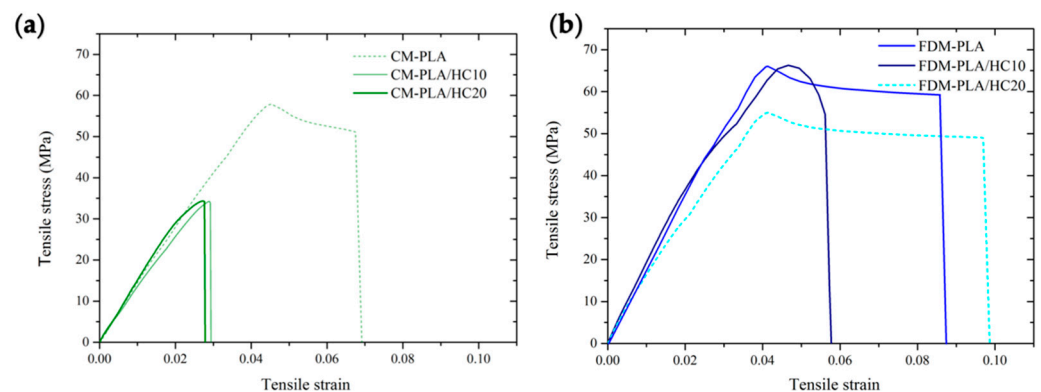 (a)
CM-PLA
CM-PLA/HC10
CM-PLA/HC20
Tensile stress (MPa)
70
60
50
40
30
20
10
0
0.00 0.02 0.04 0.06 0.08 0.10
Tensile strain
(b)
FDM-PLA
FDM-PLA/HC10
FDM-PLA/HC20
Tensile stress (MPa)
70
60
50
40
30
20
10
0
0.00 0.02 0.04 0.06 0.08 0.10
Tensile strain